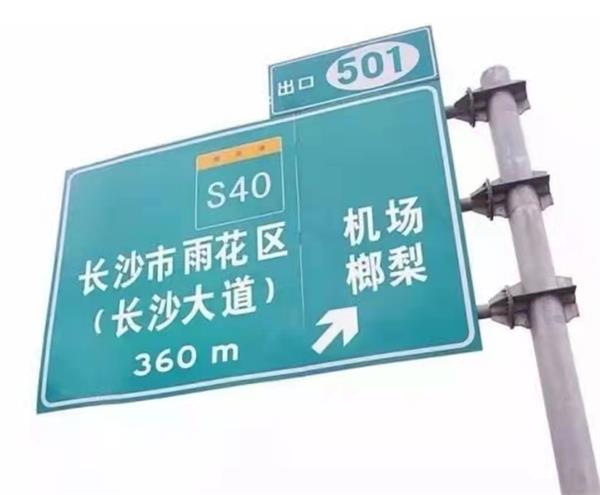 出口 501
S40
长沙市雨花区
（长沙大道）
360 m
机场
榔梨